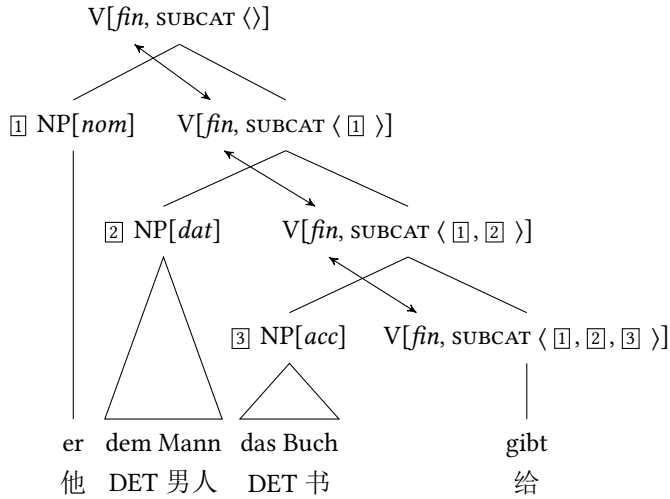 V[fin, SUBCAT ⟨⟩]
1 NP[nom] V[fin, SUBCAT ⟨ 1 ⟩]
2 NP[dat] V[fin, SUBCAT ⟨ 1, 2 ⟩]
3 NP[acc] V[fin, SUBCAT ⟨ 1, 2, 3 ⟩]
er dem Mann das Buch gibt
他 DET 男人 DET 书 给